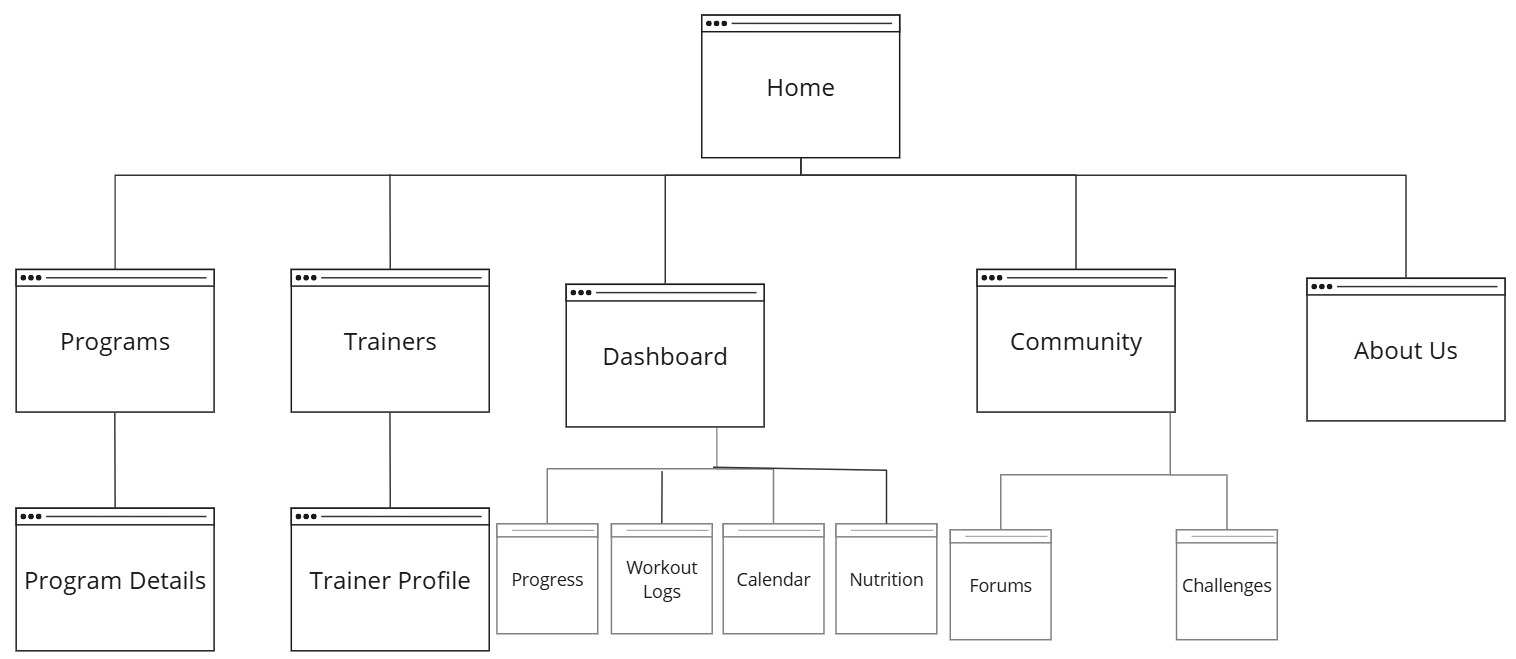 Home
Programs
Trainers
Dashboard
Community
About Us
Program Details
Trainer Profile
Progress
Workout
Logs
Calendar
Nutrition
Forums
Challenges